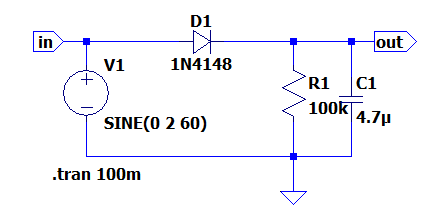 D1
in
out
V1
1N4148
R1
C1
100k
4.7µ
SINE(0 2 60)
.tran 100m